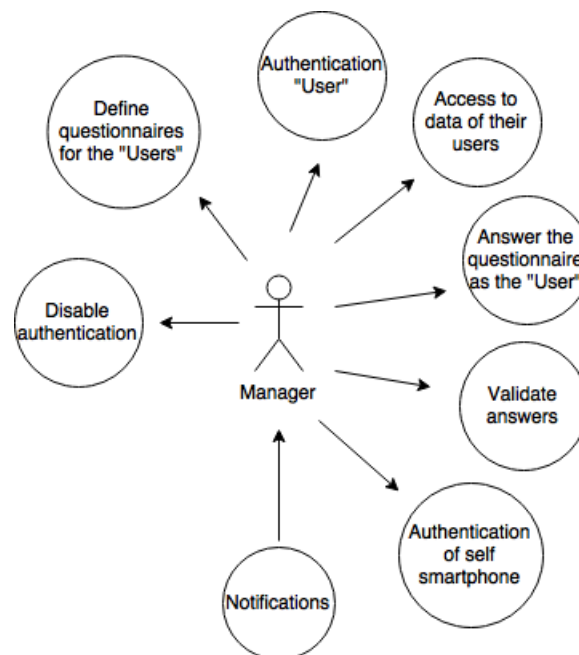 Authentication
"User"
Define
questionnaires
for the "Users"
Access to
data of their
users
Answer the
questionnaire
as the "User"
Disable
authentication
Manager
Validate
answers
Authentication
of self
smartphone
Notifications